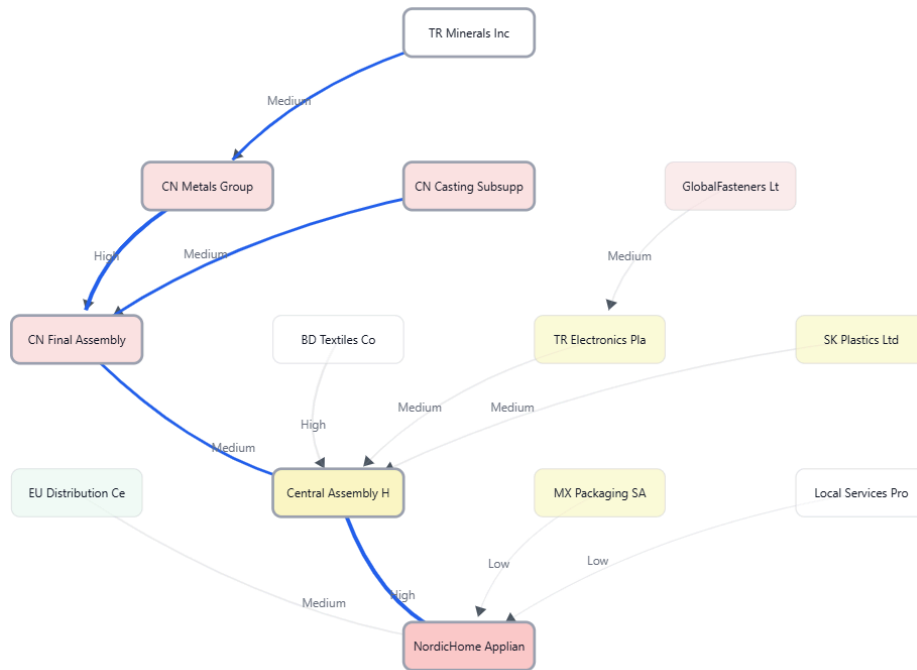 TR Minerals Inc
Medium
CN Metals Group
CN Casting Subsupp
GlobalFasteners Lt
High
Medium
Medium
CN Final Assembly
BD Textiles Co
TR Electronics Pla
SK Plastics Ltd
High
Medium
Medium
Medium
EU Distribution Ce
Central Assembly H
MX Packaging SA
Local Services Pro
Medium
High
Low
Low
NordicHome Applian